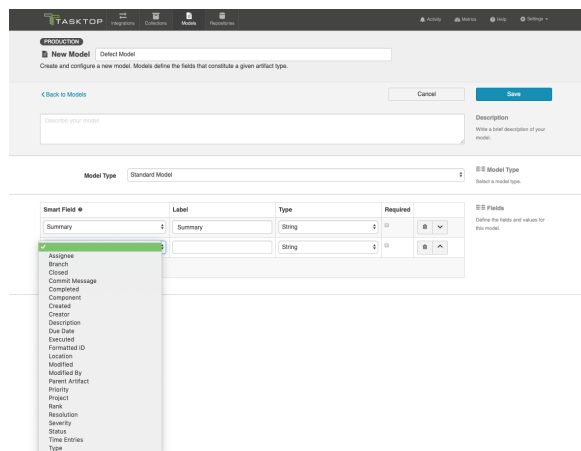 TASKTOP
Integrations
Collections
Models
Repositories
Activity
Metrics
Help
Settings
PRODUCTION
New Model
Defect Model
Create and configure a new model. Models define the fields that constitute a given artifact type.
Back to Models
Cancel
Save
Describe your model
Description
Write a brief description of your
model.
Model Type
Standard Model
Model Type
Select a model type.
Smart Field
Label
Type
Required
Fields
Define the fields and values for
this model.
Summary
Summary
String
String
Assignee
Branch
Closed
Commit Message
Completed
Component
Created
Creator
Description
Due Date
Executed
Formatted ID
Location
Modified
Modified By
Parent Artifact
Priority
Project
Rank
Resolution
Severity
Status
Time Entries
Type